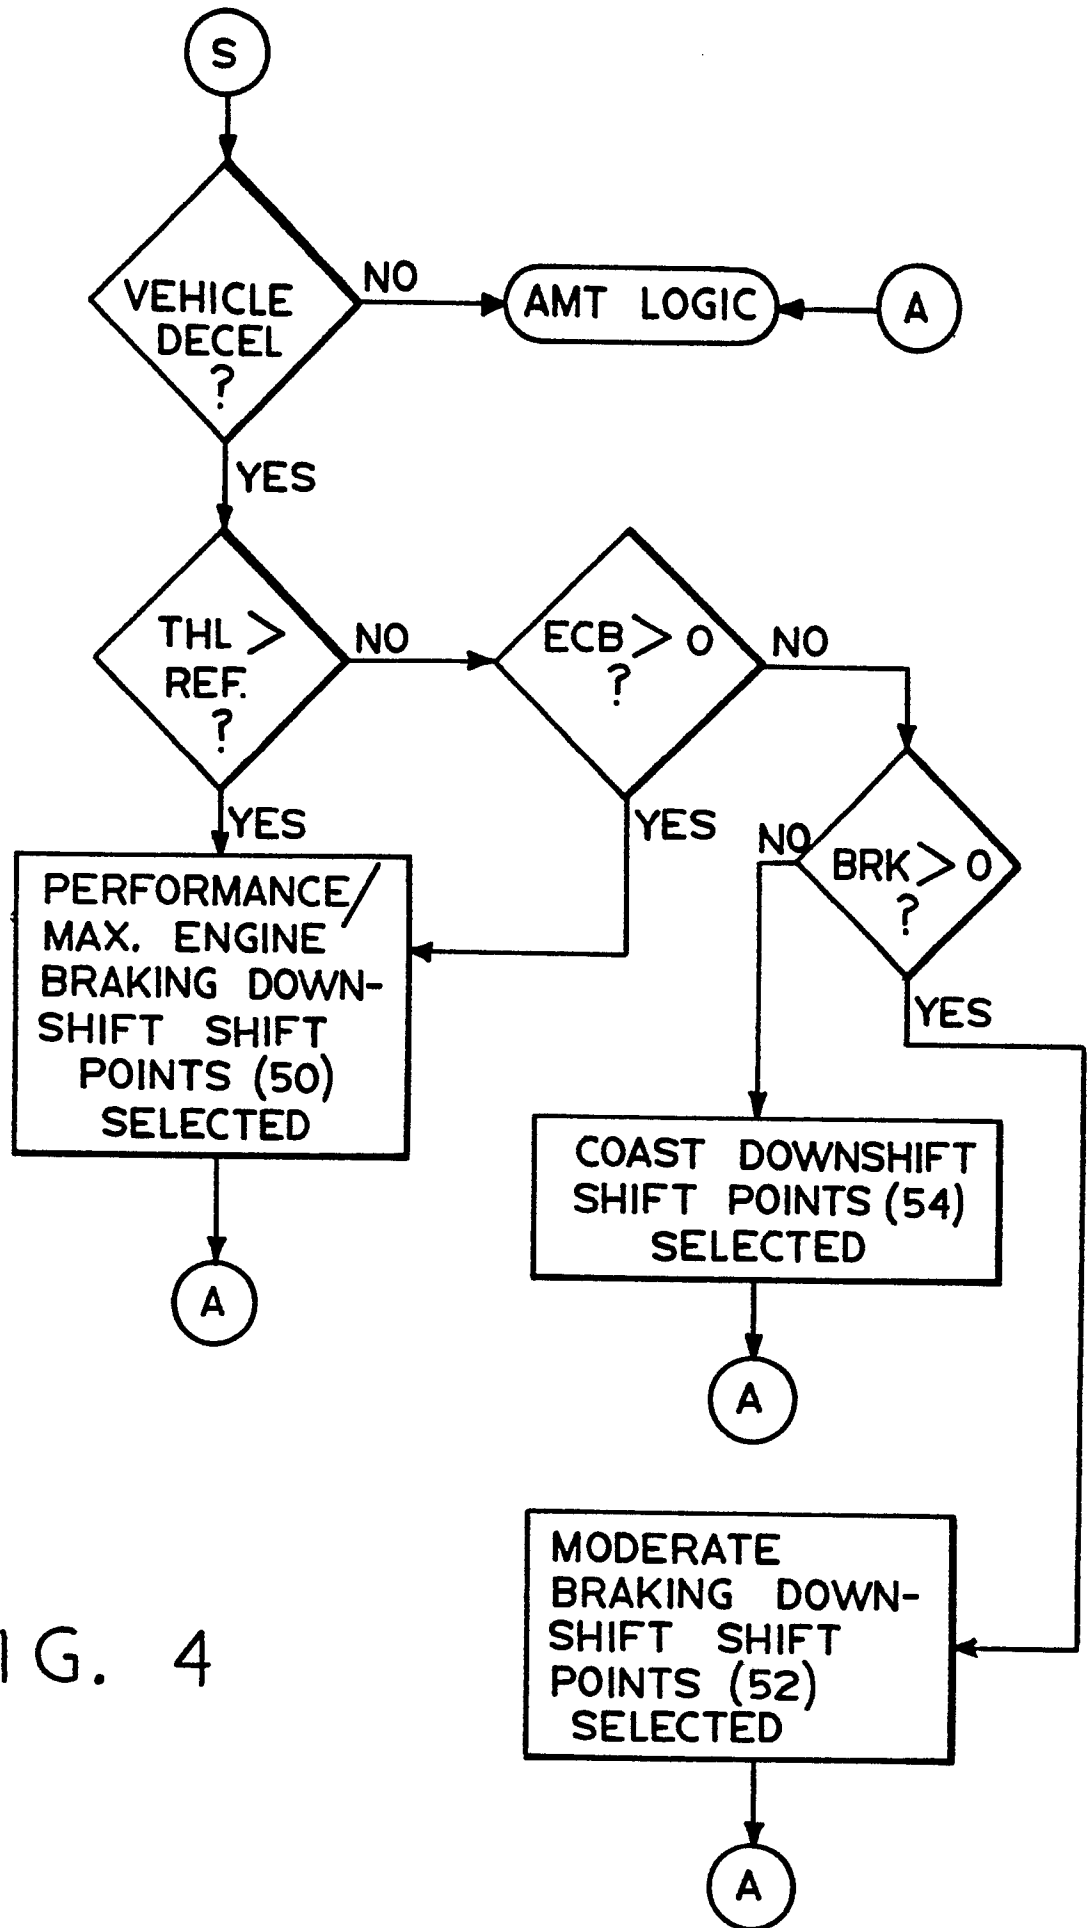 S
VEHICLE
DECEL
?
NO
AMT LOGIC
A
YES
THL >
REF.
?
NO
ECB > 0
?
NO
YES
YES
NO
BRK > 0
?
YES
PERFORMANCE/
MAX. ENGINE
BRAKING DOWN-
SHIFT SHIFT
POINTS (50)
SELECTED
A
COAST DOWNSHIFT
SHIFT POINTS (54)
SELECTED
A
MODERATE
BRAKING DOWN-
SHIFT SHIFT
POINTS (52)
SELECTED
A
IG. 4